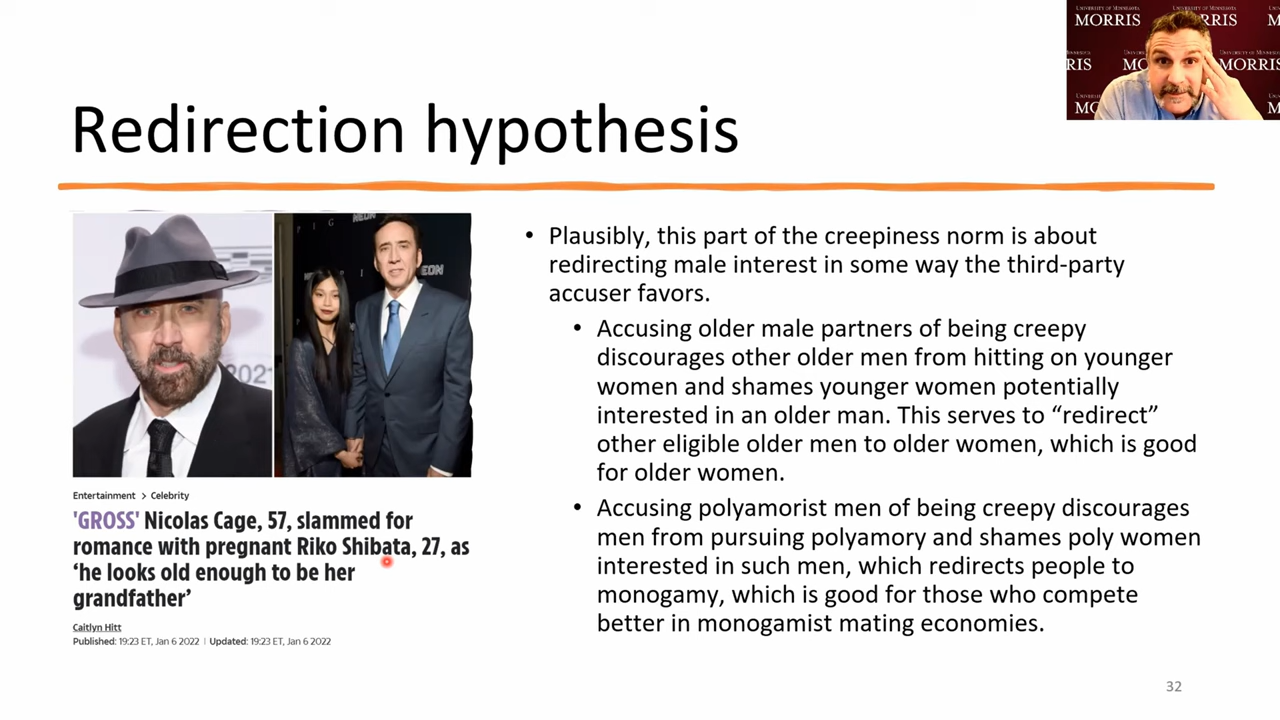 UNIVERSITY OF MINNESOTA
MORRIS
Redirection hypothesis
'GROSS' Nicolas Cage, 57, slammed for
romance with pregnant Riko Shibata, 27, as
‘he looks old enough to be her
grandfather’
Entertainment > Celebrity
Caitlyn Hitt
Published: 19:23 ET, Jan 6 2022 | Updated: 19:23 ET, Jan 6 2022
• Plausibly, this part of the creepiness norm is about
redirecting male interest in some way the third-party
accuser favors.
• Accusing older male partners of being creepy
discourages other older men from hitting on younger
women and shames younger women potentially
interested in an older man. This serves to “redirect”
other eligible older men to older women, which is good
for older women.
• Accusing polyamorist men of being creepy discourages
men from pursuing polyamory and shames poly women
interested in such men, which redirects people to
monogamy, which is good for those who compete
better in monogamist mating economies.
32